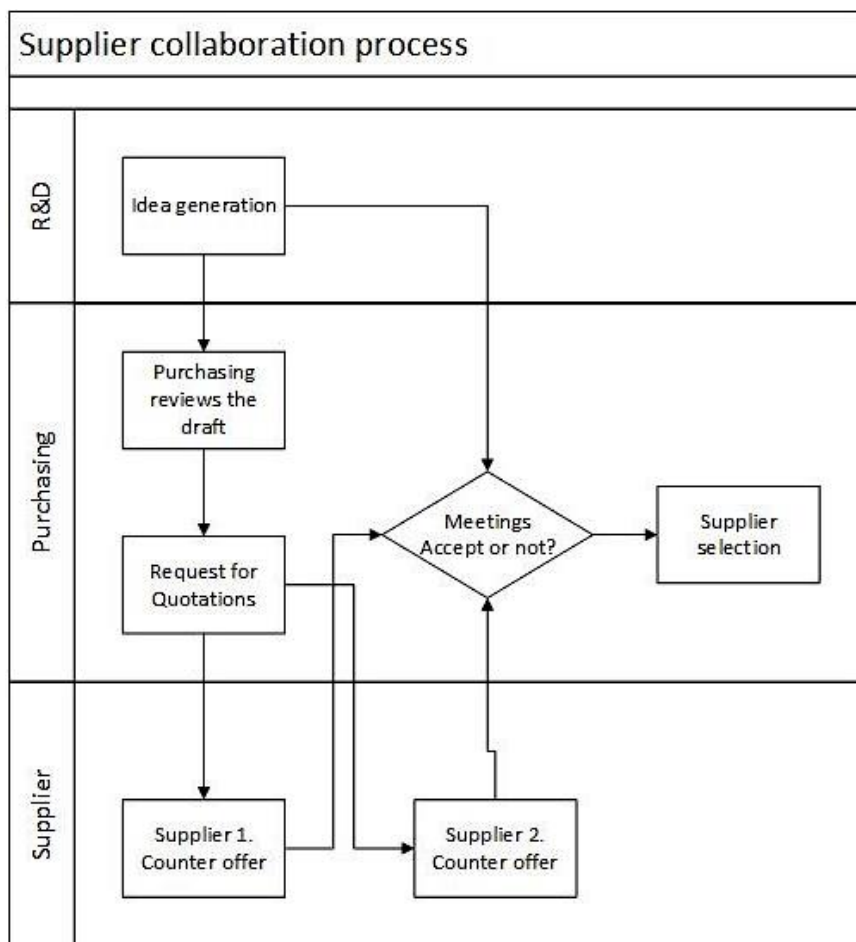 Supplier collaboration process
R&D
Idea generation
Purchasing
Purchasing
reviews the
draft
Request for
Quotations
Meetings
Accept or not?
Supplier
selection
Supplier
Supplier 1.
Counter offer
Supplier 2.
Counter offer